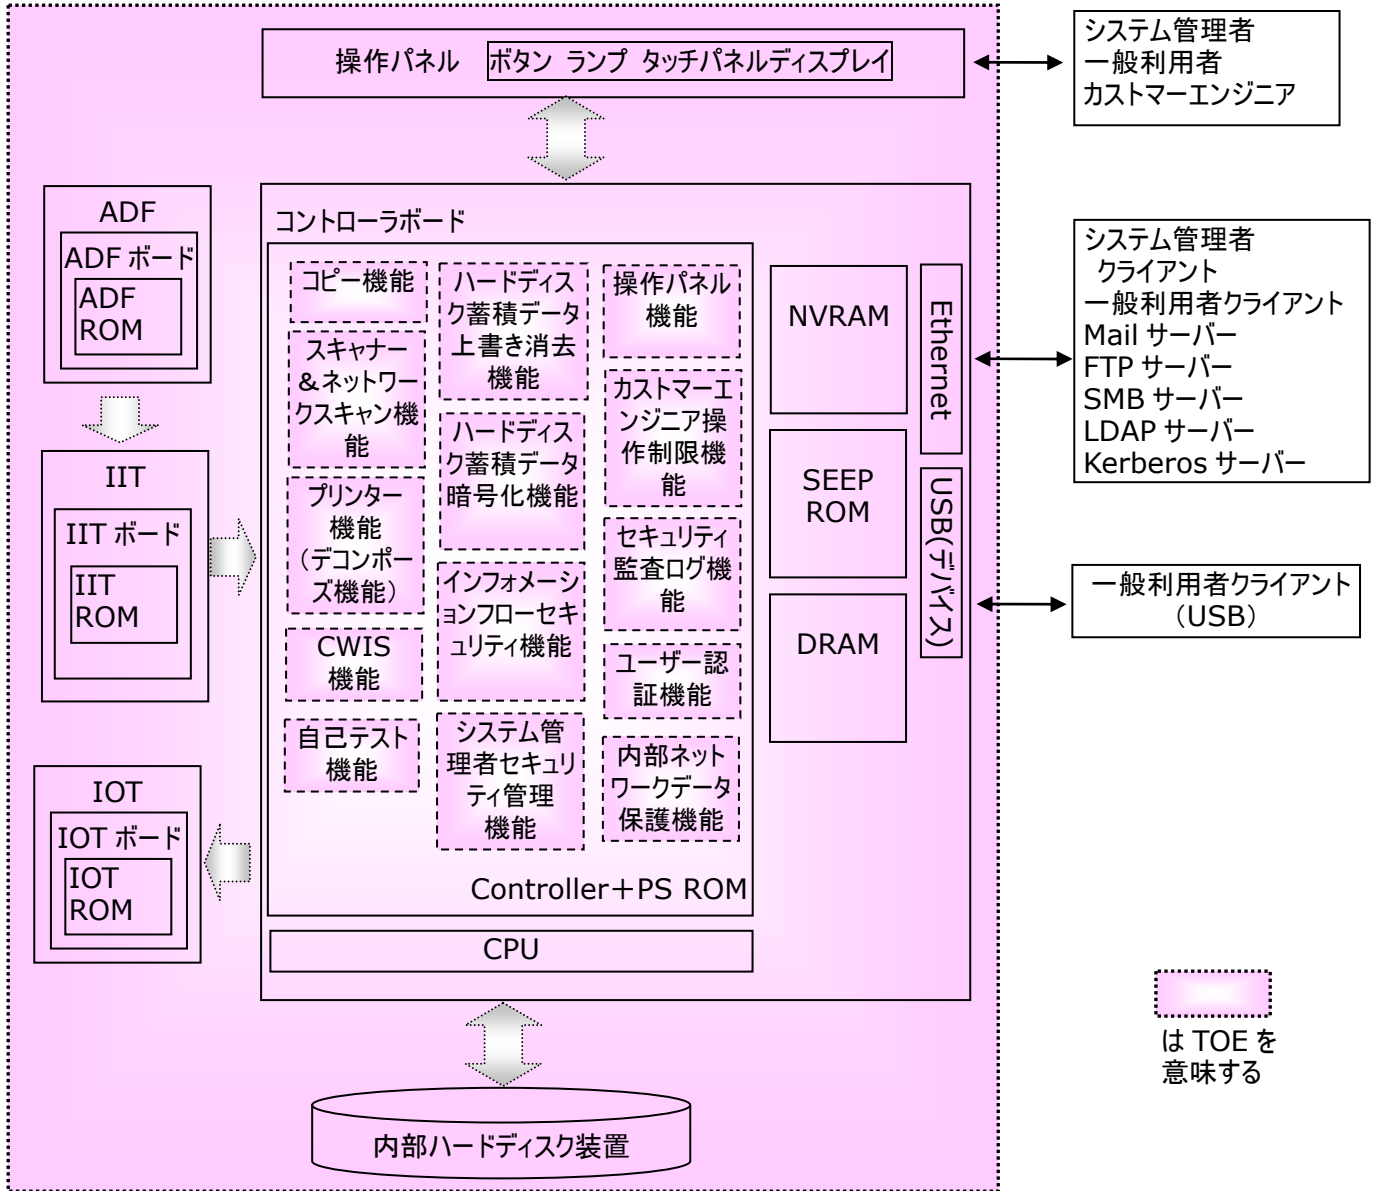 操作パネル ボタン ランプ タッチパネルディスプレイ
システム管理者
一般利用者
カストマーエンジニア
ADF
ADF ボード
ADF
ROM
IIT
IIT ボード
IIT
ROM
IOT
IOT ボード
IOT
ROM
コントローラボード
コピー機能
スキャナー
&ネットワー
クスキャン機
能
プリンター
機能
(デコンポー
ズ機能)
CWIS
機能
自己テスト
機能
ハードディス
ク蓄積データ
上書き消去
機能
ハードディス
ク蓄積データ
暗号化機能
インフォメーシ
ョンフローセキ
ュリティ機能
システム管
理者セキュリ
ティ管理
機能
操作パネル
機能
カストマーエ
ンジニア操
作制限機
能
セキュリティ
監査ログ機
能
ユーザー認
証機能
内部ネット
ワークデータ
保護機能
Controller+PS ROM
CPU
NVRAM
SEEP
ROM
DRAM
Ethernet
USB(デバイス)
システム管理者
クライアント
一般利用者クライアント
Mail サーバー
FTP サーバー
SMB サーバー
LDAP サーバー
Kerberos サーバー
一般利用者クライアント
(USB)
内部ハードディスク装置
は TOE を
意味する